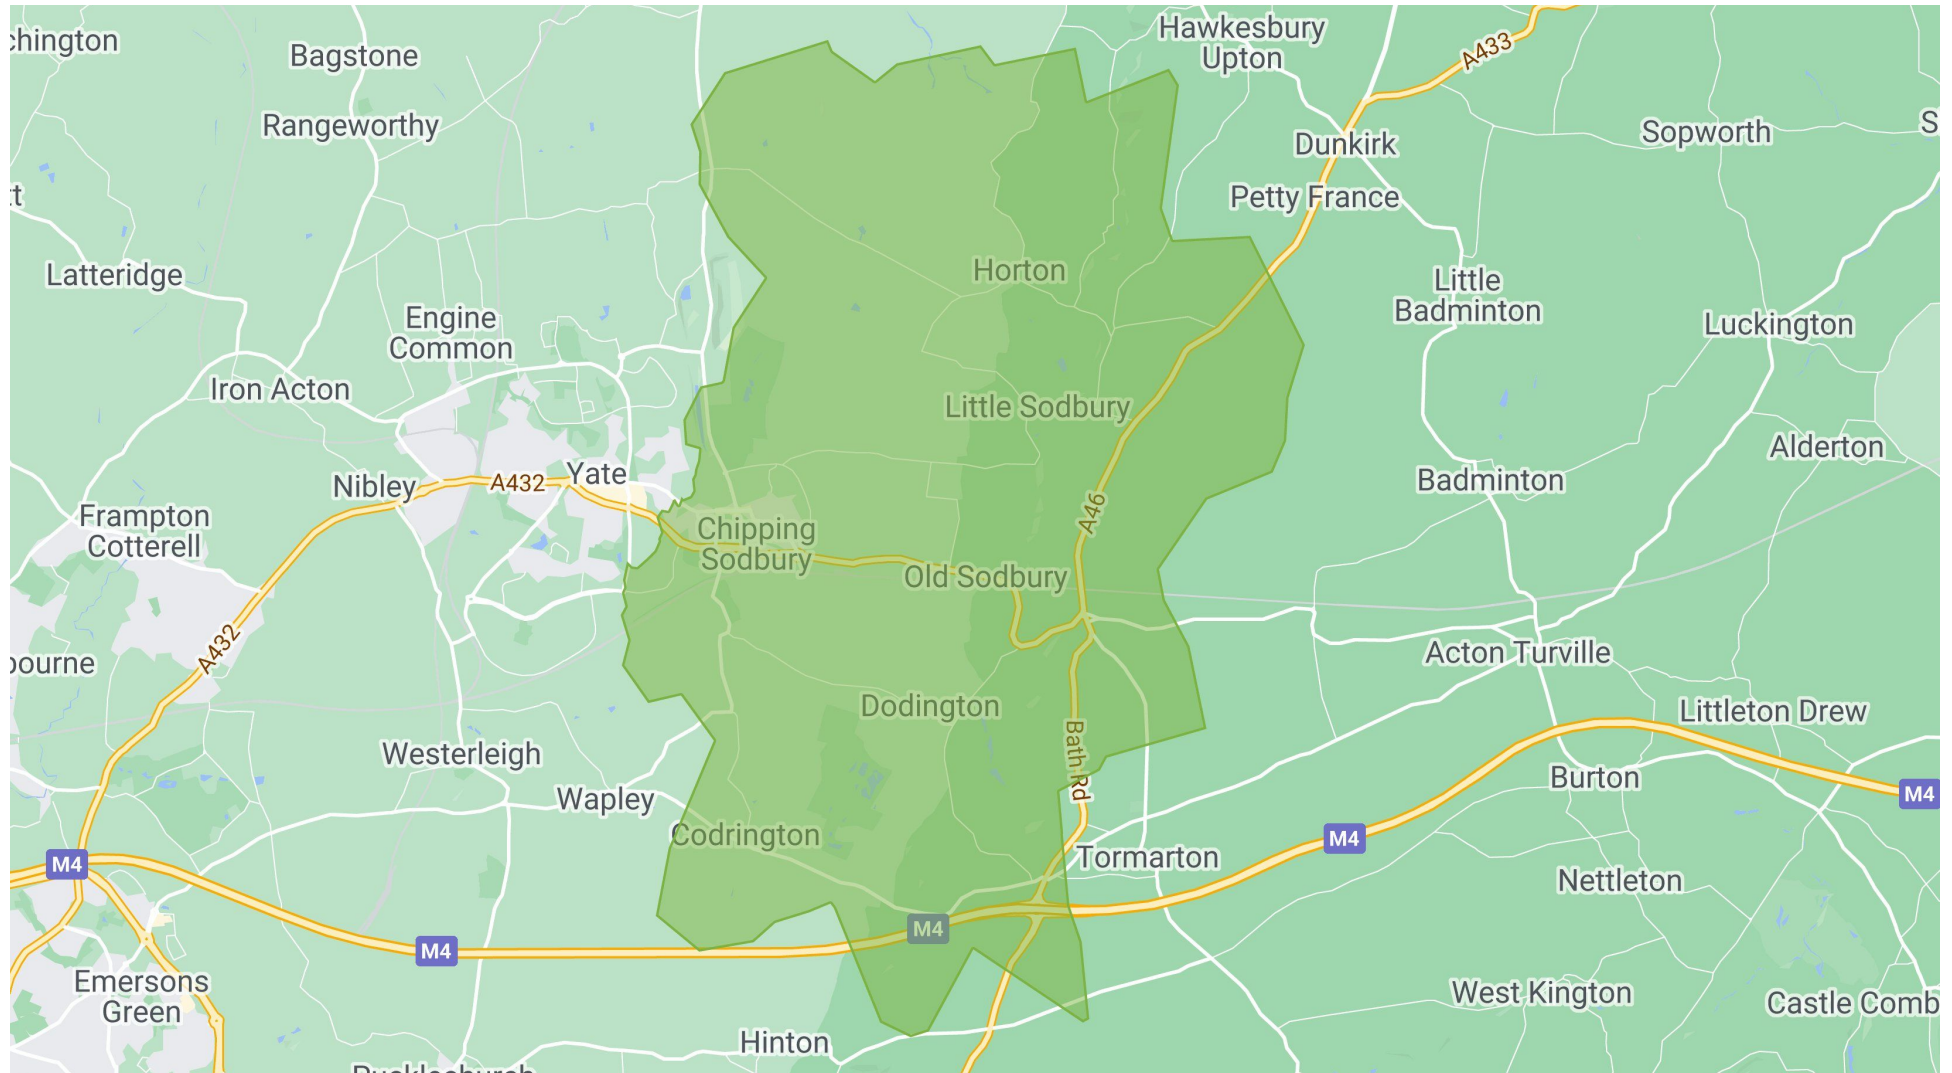 Hawkesbury
Upton
A433
chington
Bagstone
Rangeworthy
Dunkirk
Sopworth
S
Petty France
Latteridge
Horton
Little
Badminton
Engine
Common
Luckington
Iron Acton
Little Sodbury
Alderton
Yate
A432
Nibley
Badminton
A46
Frampton
Cotterell
Chipping
Sodbury
Old Sodbury
A432
bourne
Acton Turville
Dodington
Littleton Drew
Bath Rd
Westerleigh
Wapley
Burton
M4
Codrington
M4
M4
Tormarton
Nettleton
M4
M4
Emersons
Green
West Kington
Castle Comb
Hinton